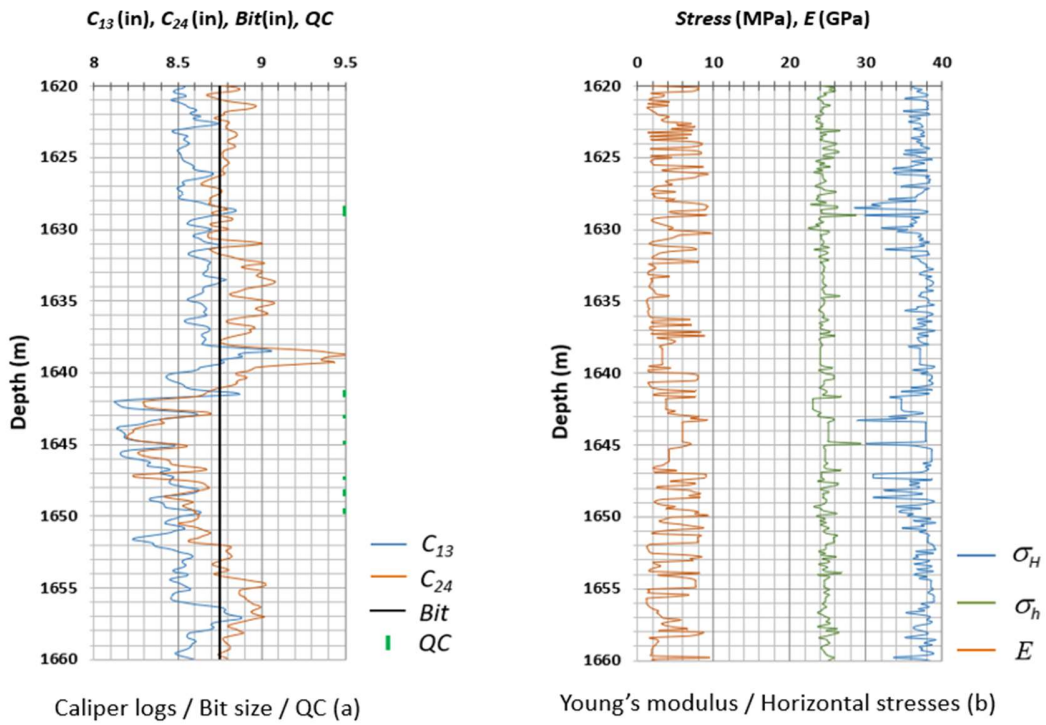 C13 (in), C24 (in), Bit(in), QC
8 8.5 9 9.5
1620
1625
1630
1635
1640
1645
1650
1655
1660
Depth (m)
C13
C24
Bit
QC
Caliper logs / Bit size / QC (a)
Stress (MPa), E (GPa)
0 10 20 30 40
1620
1625
1630
1635
1640
1645
1650
1655
1660
Depth (m)
σH
σh
E
Young's modulus / Horizontal stresses (b)